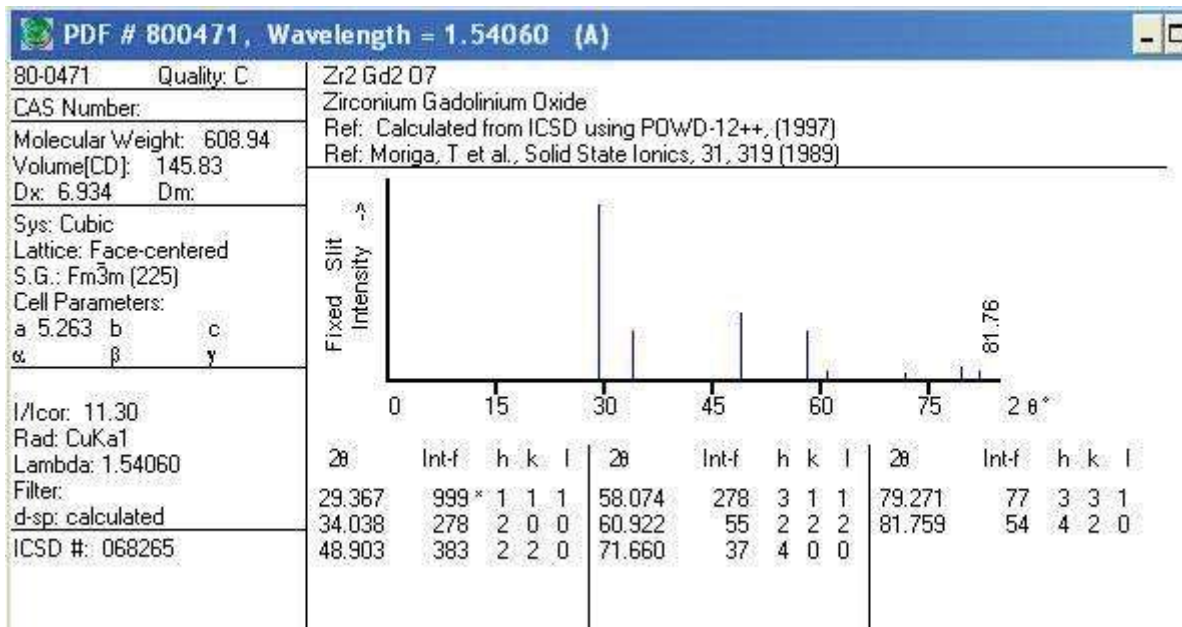 PDF # 800471, Wavelength = 1.54060 (A)
80-0471 Quality: C
CAS Number:
Molecular Weight: 608.94
Volume[CD]: 145.83
Dx: 6.934 Dm:
Sys: Cubic
Lattice: Face-centered
S.G.: Fm3̅m (225)
Cell Parameters:
a 5.263 b c
α β γ
I/Icor: 11.30
Rad: CuKa1
Lambda: 1.54060
Filter:
d-sp: calculated
ICSD #: 068265
Zr2 Gd2 O7
Zirconium Gadolinium Oxide
Ref: Calculated from ICSD using POWD-12++, (1997)
Ref: Moriga, T et al., Solid State Ionics, 31, 319 (1989)
Fixed Slit
Intensity ->
81.76
0 15 30 45 60 75 2 θ°
2θ Int-f h k l 2θ Int-f h k l 2θ Int-f h k l
29.367 999 * 1 1 1 58.074 278 3 1 1 79.271 77 3 3 1
34.038 278 2 0 0 60.922 55 2 2 2 81.759 54 4 2 0
48.903 383 2 2 0 71.660 37 4 0 0